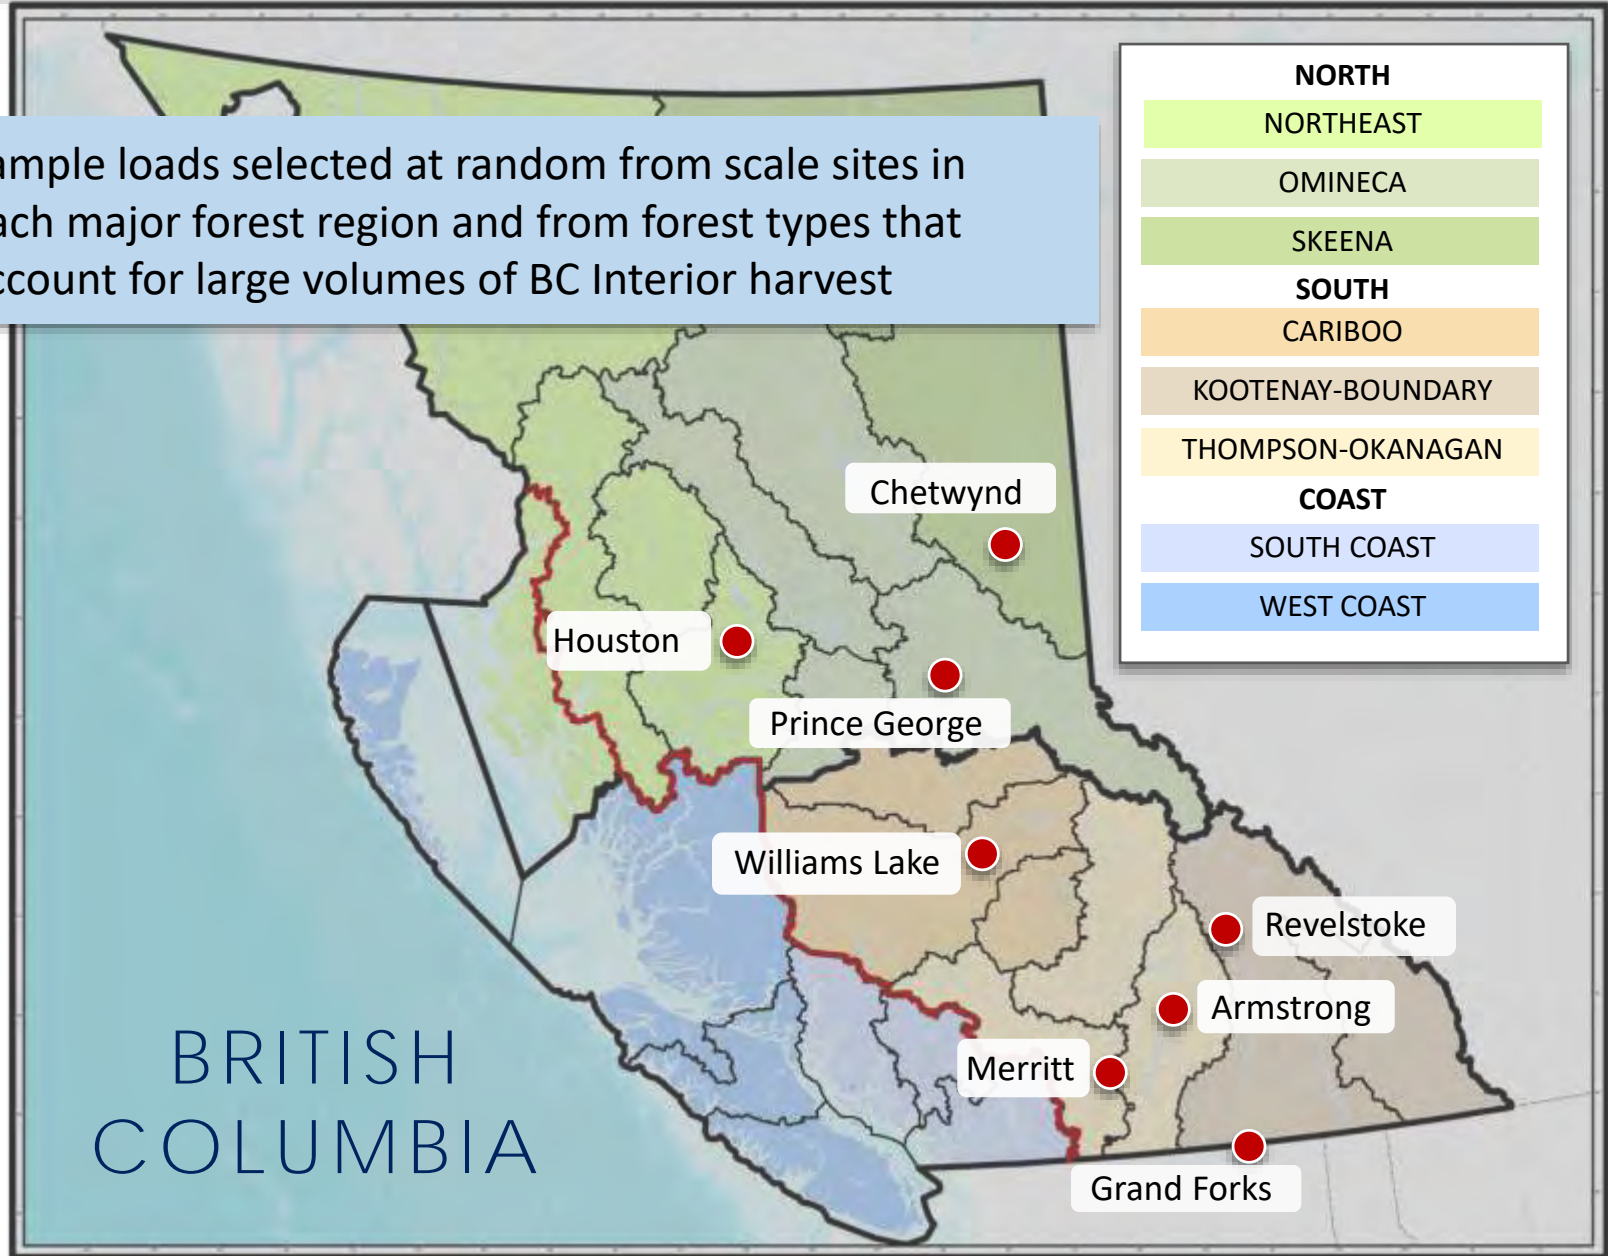 ample loads selected at random from scale sites in
ach major forest region and from forest types that
ccount for large volumes of BC Interior harvest
NORTH
NORTHEAST
OMINECA
SKEENA
SOUTH
CARIBOO
KOOTENAY-BOUNDARY
THOMPSON-OKANAGAN
COAST
SOUTH COAST
WEST COAST
Chetwynd
Houston
Prince George
Williams Lake
Revelstoke
Armstrong
Merritt
Grand Forks
BRITISH
COLUMBIA